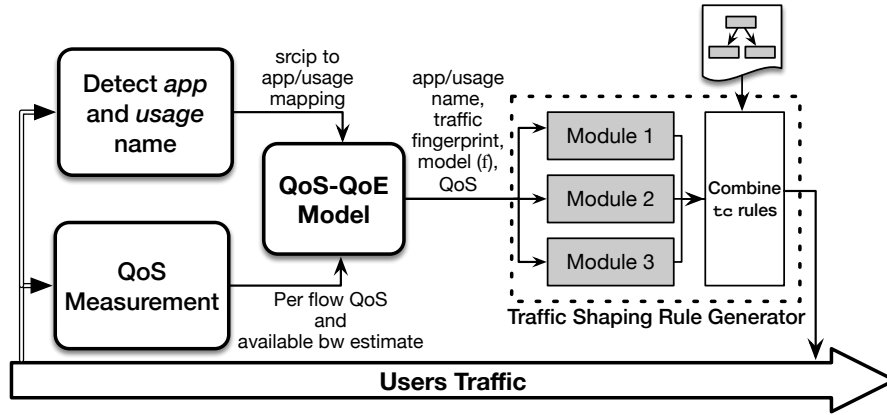 Detect app
and usage
name
srcip to
app/usage
mapping
QoS-QoE
Model
QoS
Measurement
Per flow QoS
and
available bw estimate
app/usage
name,
traffic
fingerprint,
model (f),
QoS
Module 1
Module 2
Module 3
Combine
tc rules
Traffic Shaping Rule Generator
Users Traffic